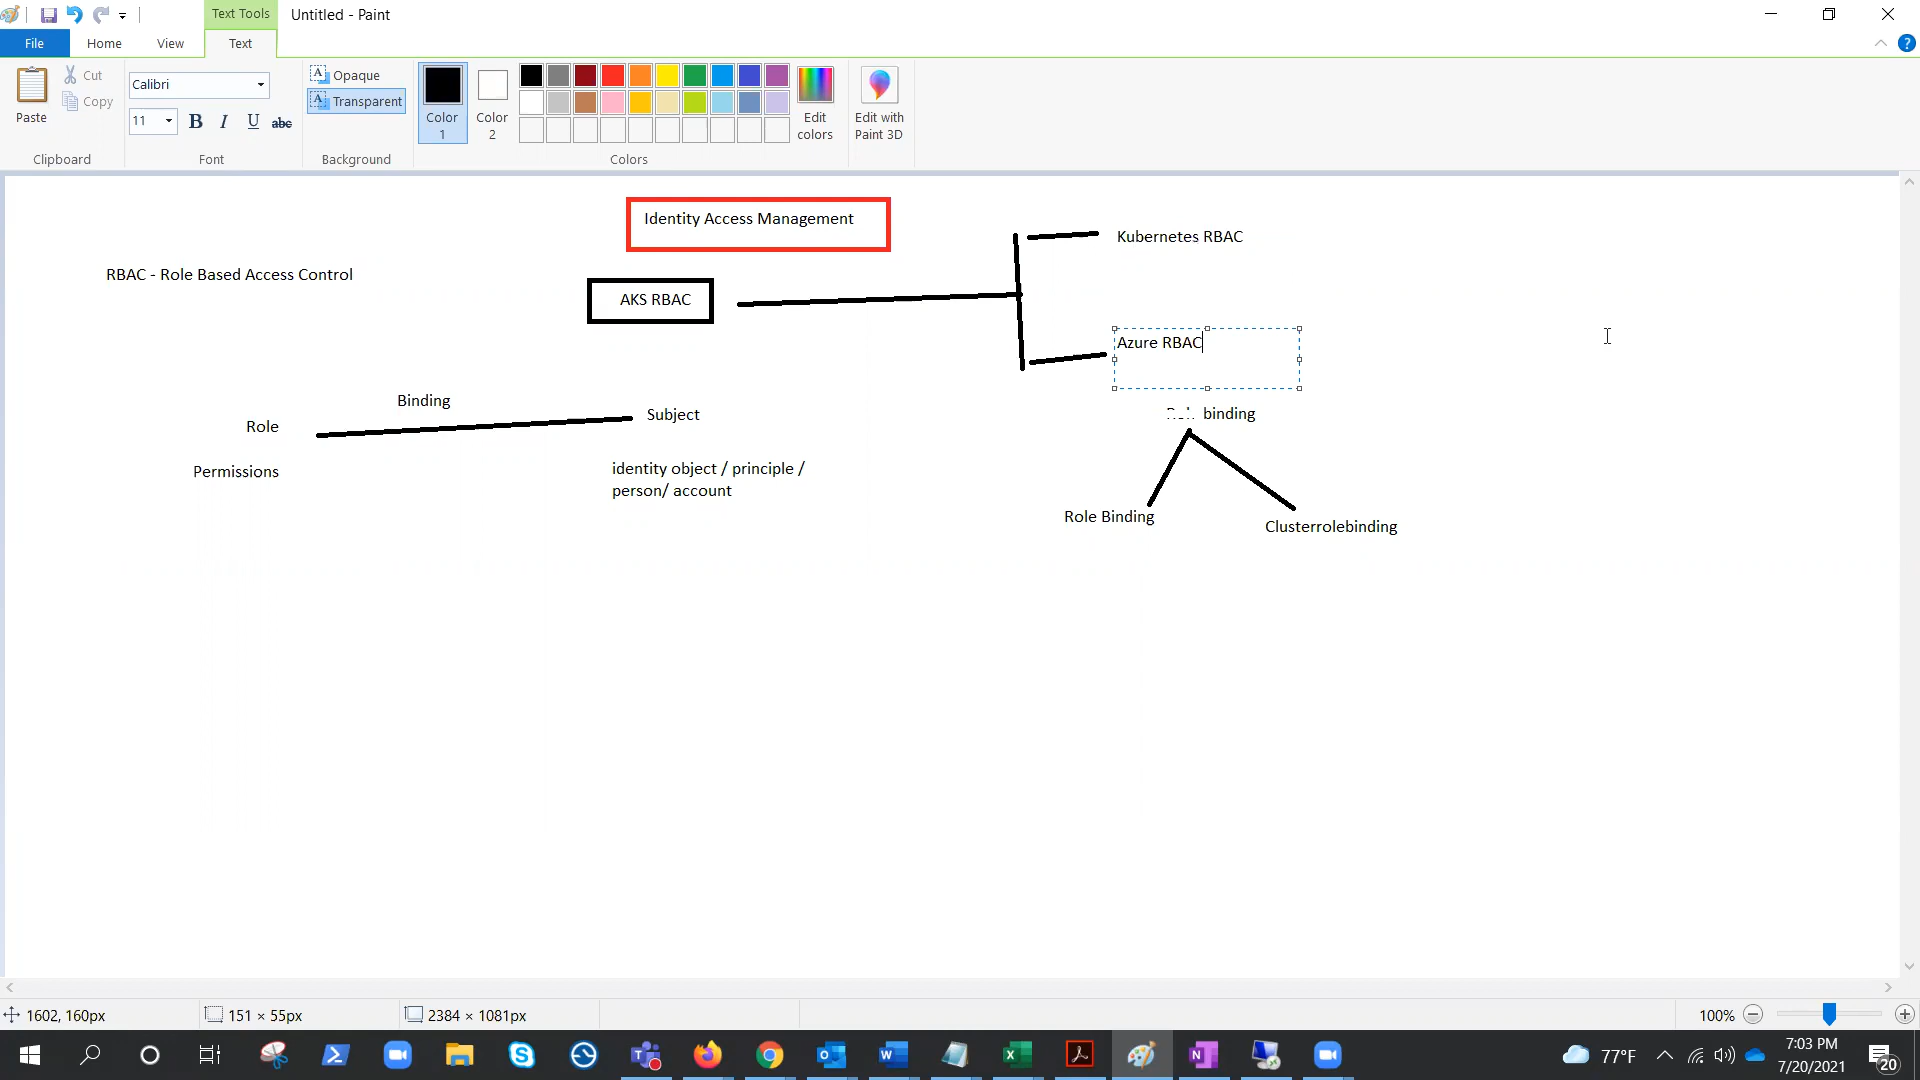 Text Tools
Untitled - Paint
File
Home
View
Text
Paste
Cut
Copy
Clipboard
Calibri
11
B I U abc
Font
Opaque
Transparent
Background
Color 1
Color 2
Edit colors
Colors
Edit with Paint 3D
Identity Access Management
Kubernetes RBAC
RBAC - Role Based Access Control
AKS RBAC
Azure RBAC
Binding
Role
Subject
binding
Permissions
identity object / principle /
person/ account
Role Binding
Clusterrolebinding
1602, 160px
151 × 55px
2384 × 1081px
100%
77°F
7:03 PM
7/20/2021
20